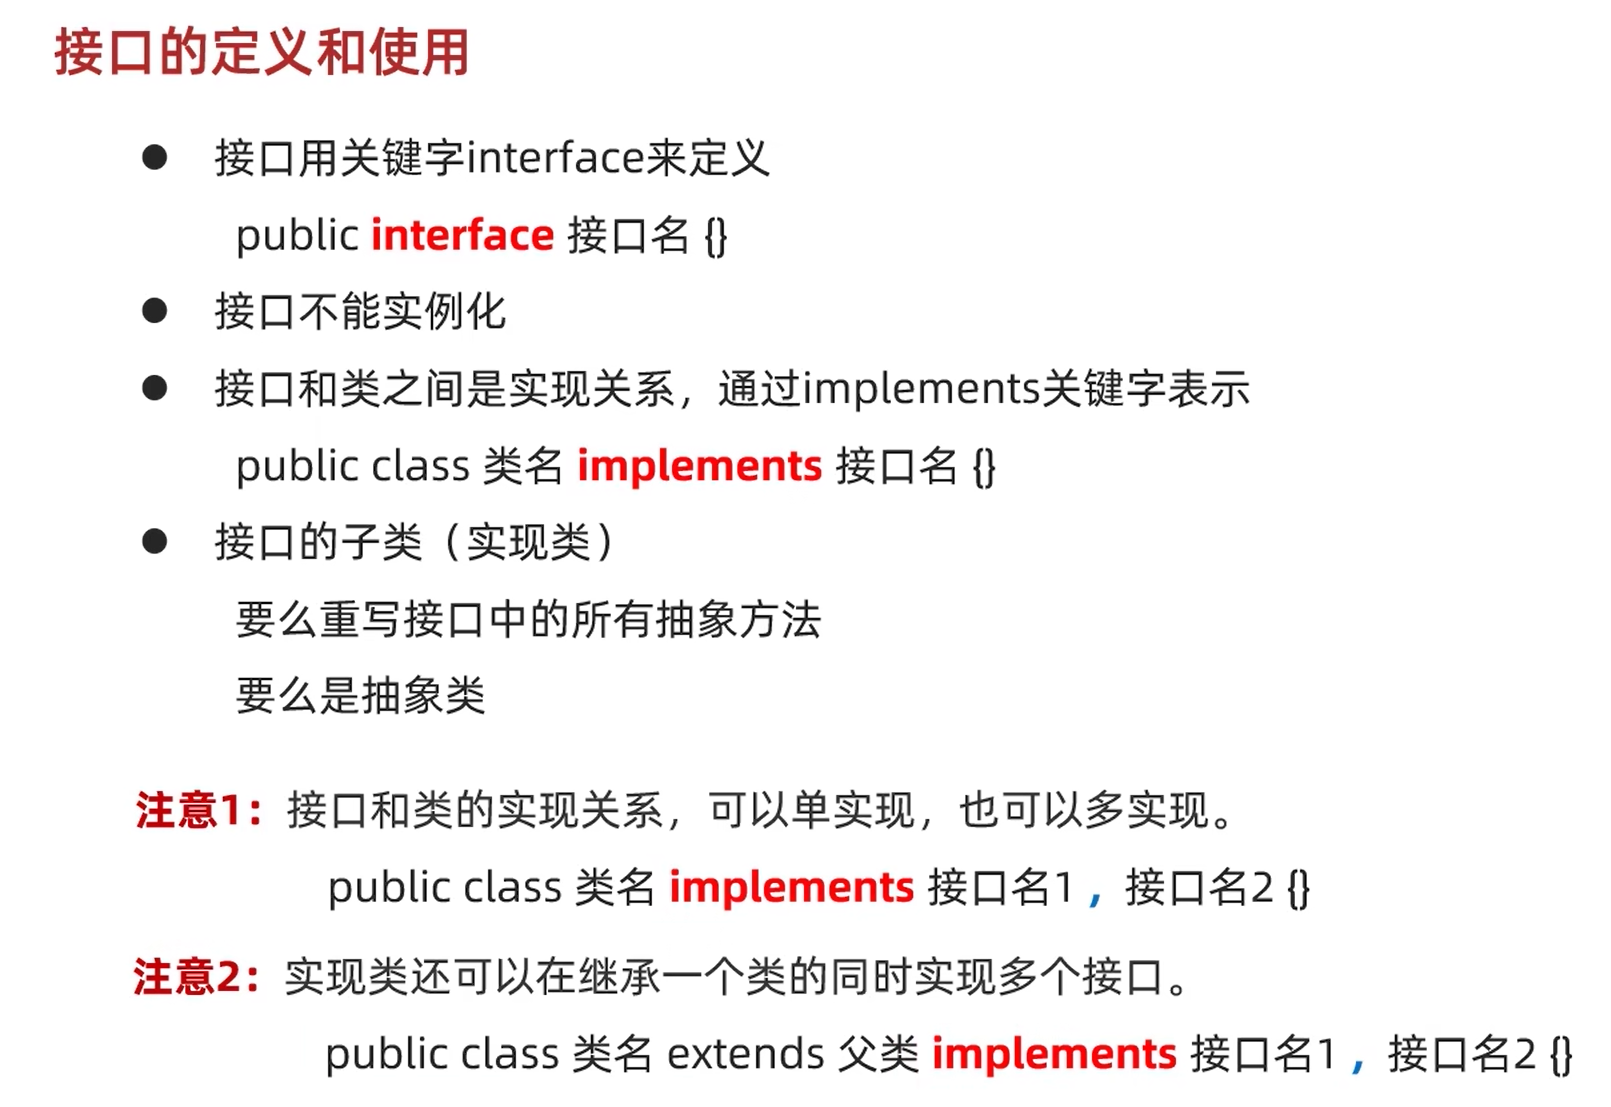 接口的定义和使用
● 接口用关键字interface来定义
public interface 接口名 {}
● 接口不能实例化
● 接口和类之间是实现关系，通过implements关键字表示
public class 类名 implements 接口名 {}
● 接口的子类（实现类）
要么重写接口中的所有抽象方法
要么是抽象类
注意1：接口和类的实现关系，可以单实现，也可以多实现。
public class 类名 implements 接口名1 ，接口名2 {}
注意2：实现类还可以在继承一个类的同时实现多个接口。
public class 类名 extends 父类 implements 接口名1 ，接口名2 {}